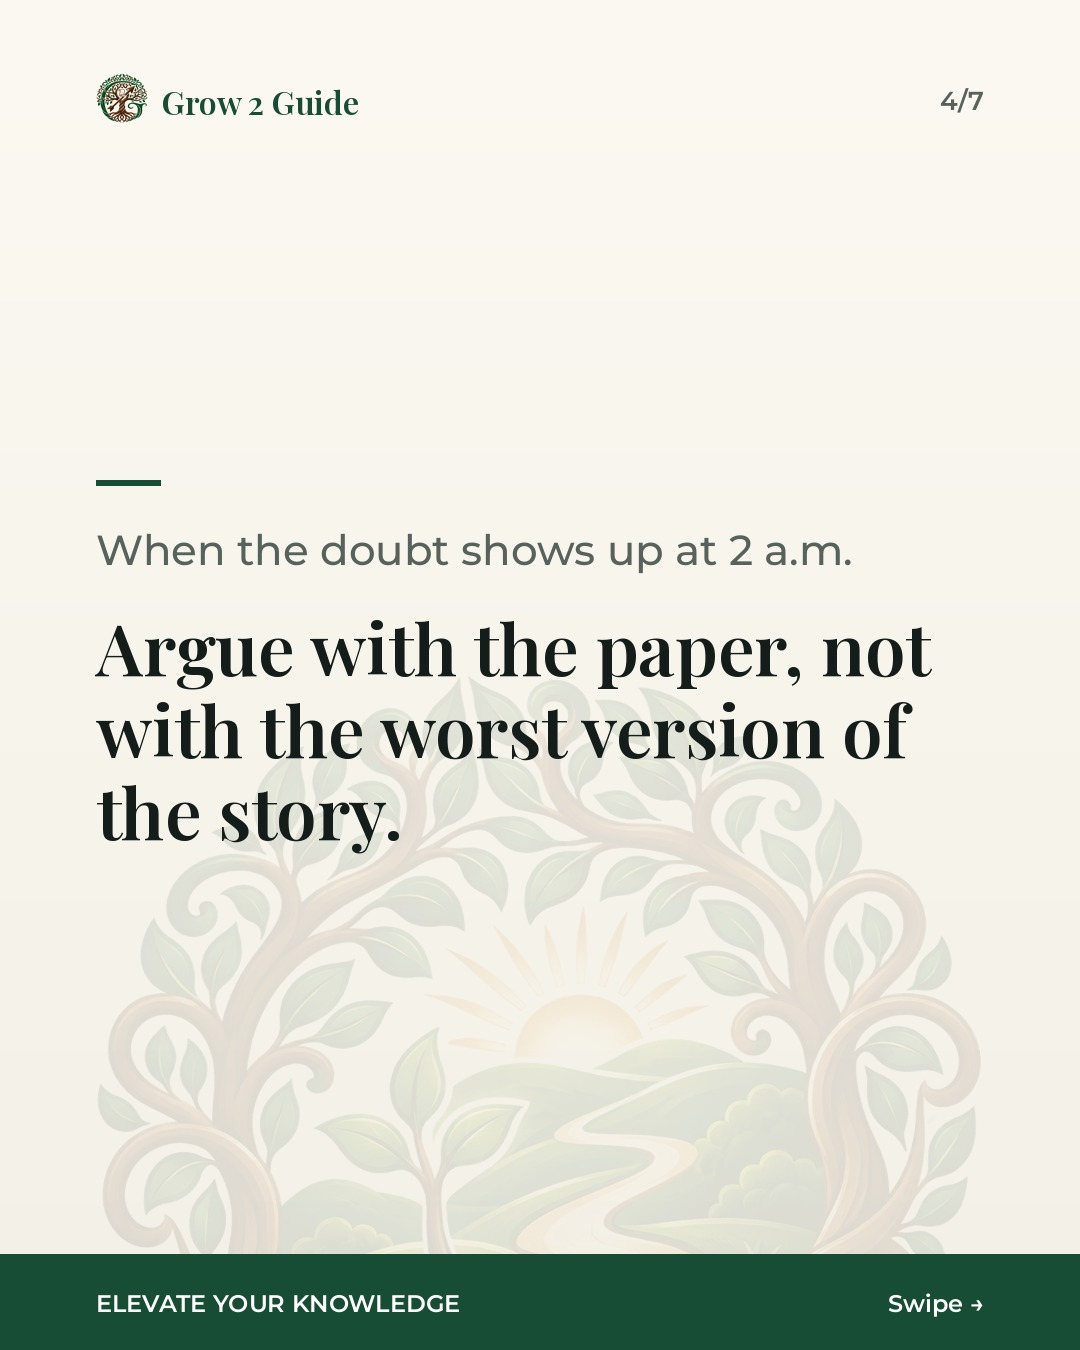 Grow 2 Guide
4/7
When the doubt shows up at 2 a.m.
Argue with the paper, not
with the worst version of
the story.
ELEVATE YOUR KNOWLEDGE
Swipe →